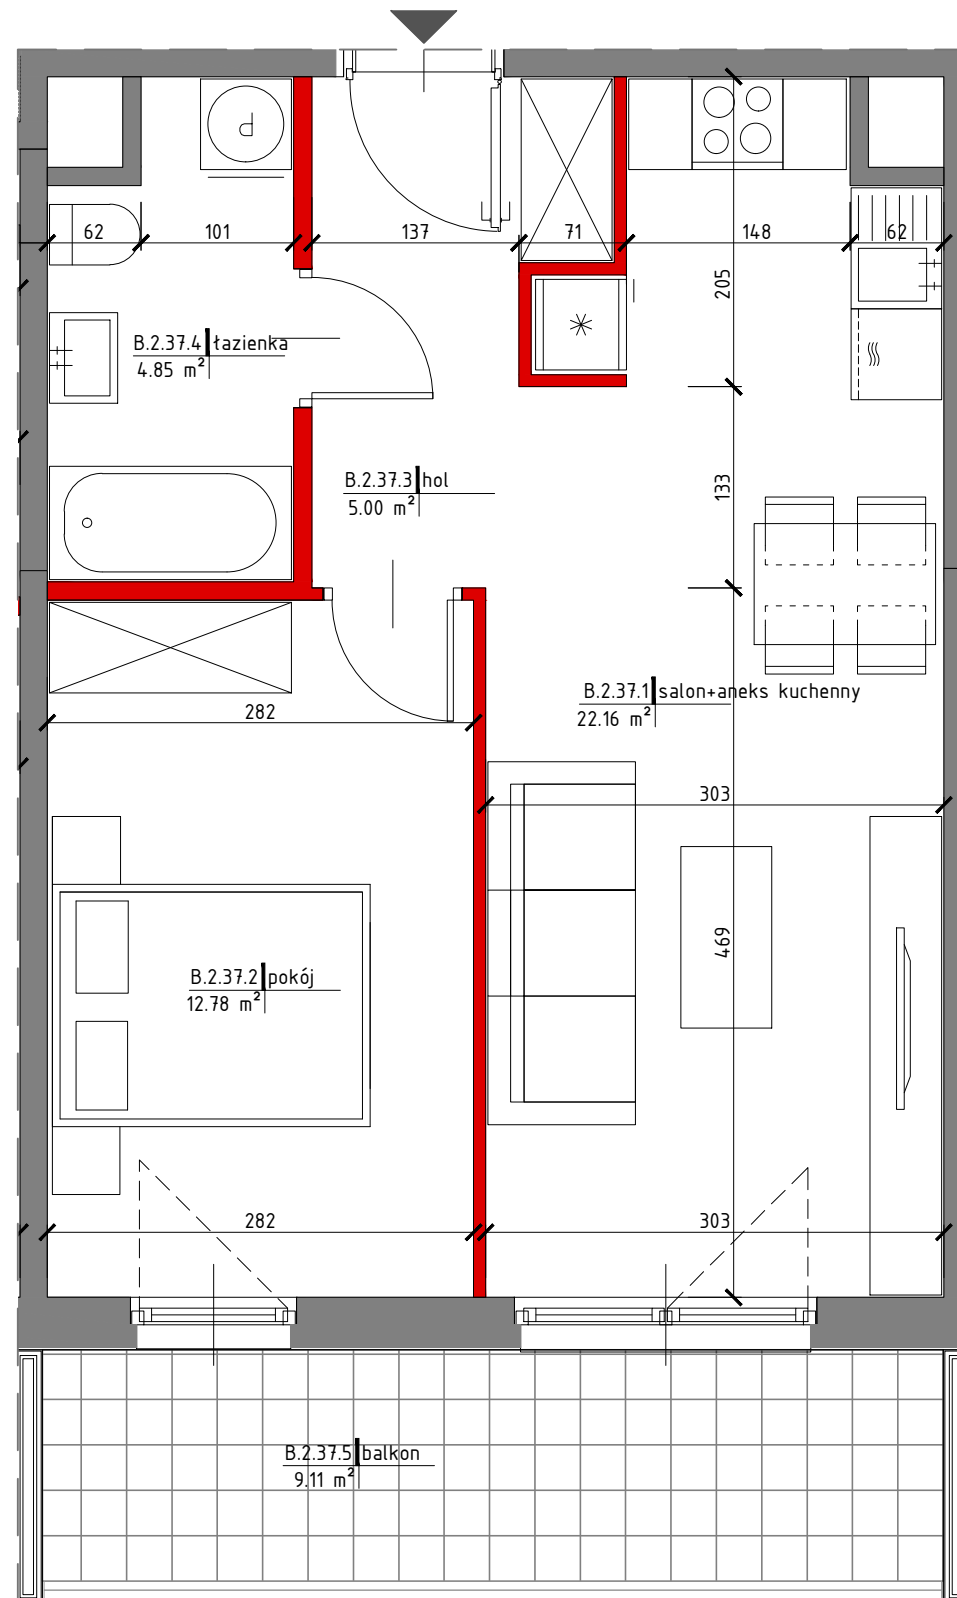 P
62
101
137
71
148
62
205
B.2.37.4 łazienka
4.85 m²
B.2.37.3 hol
5.00 m²
133
B.2.37.1 salon+aneks kuchenny
22.16 m²
282
303
469
B.2.37.2 pokój
12.78 m²
282
303
B.2.37.5 balkon
9.11 m²